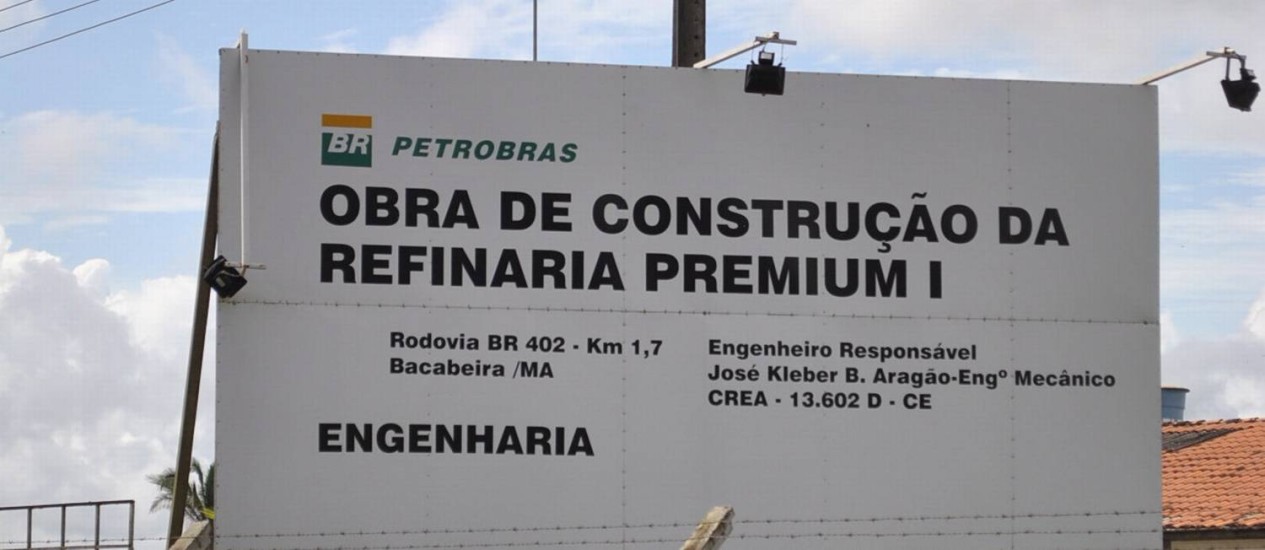 BR PETROBRAS
OBRA DE CONSTRUÇÃO DA
REFINARIA PREMIUM I
Rodovia BR 402 - Km 1,7
Bacabeira /MA
Engenheiro Responsável
José Kleber B. Aragão-Engº Mecânico
CREA - 13.602 D - CE
ENGENHARIA